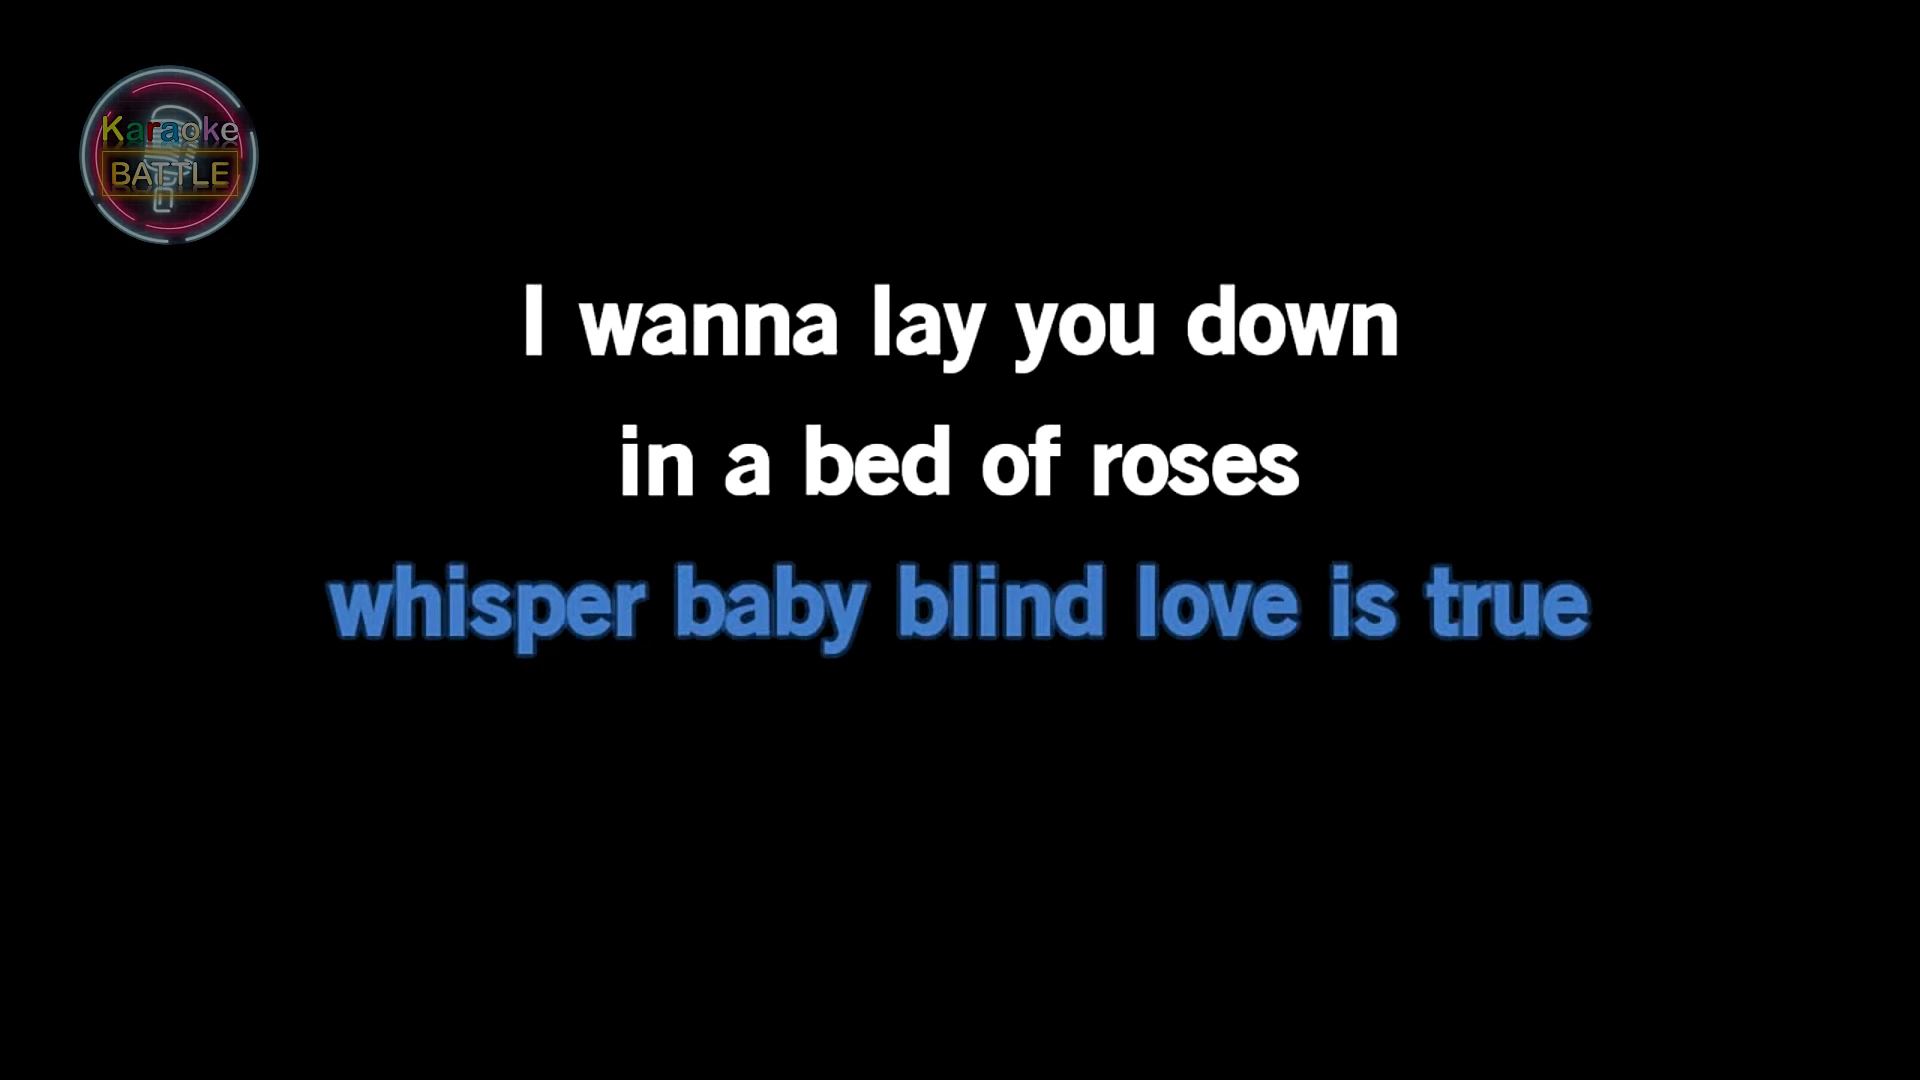 Karaoke
BATTLE
I wanna lay you down
in a bed of roses
whisper baby blind love is true